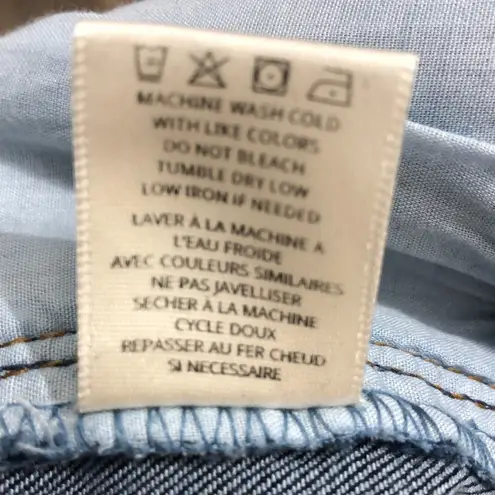 MACHINE WASH COLD
WITH LIKE COLORS
DO NOT BLEACH
TUMBLE DRY LOW
LOW IRON IF NEEDED
LAVER À LA MACHINE A
L'EAU FROIDE
AVEC COULEURS SIMILAIRES
NE PAS JAVELLISER
SECHER À LA MACHINE
CYCLE DOUX
REPASSER AU FER CHEUD
SI NECESSAIRE